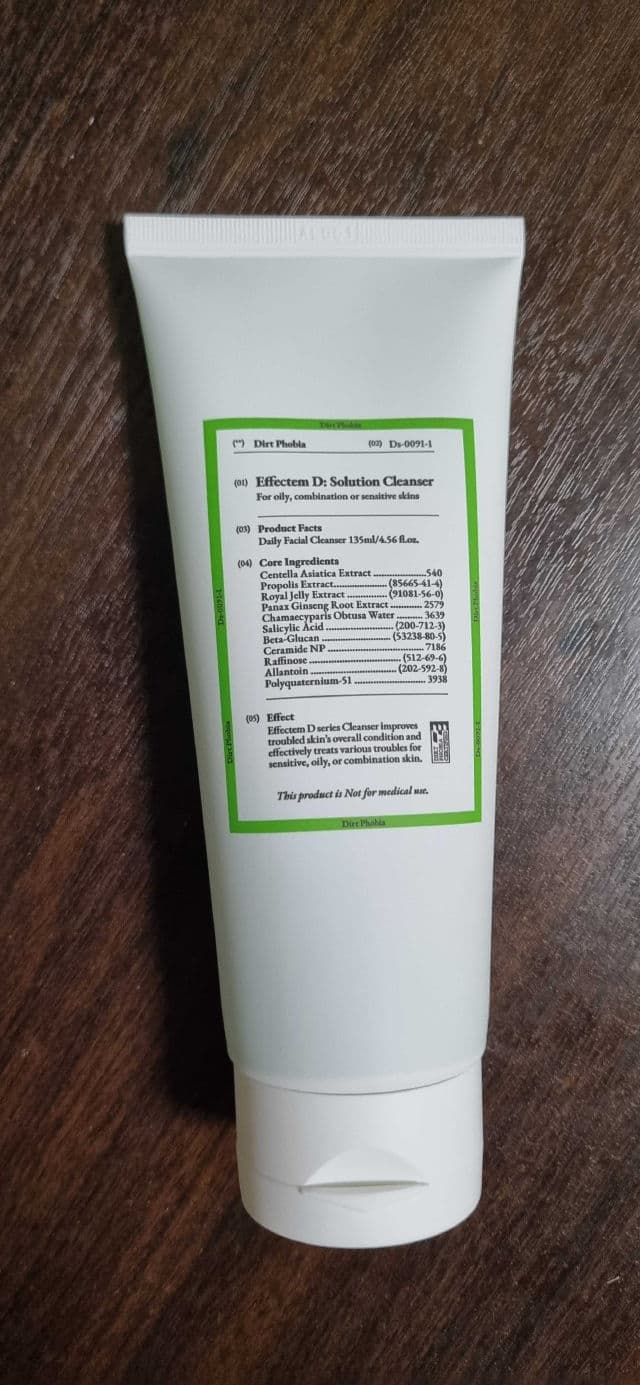 Dirt Phobia
(**) Dirt Phobia (02) Ds-0091-1
(01) Effectem D: Solution Cleanser
For oily, combination or sensitive skins
(03) Product Facts
Daily Facial Cleanser 135ml/4.56 fl.oz.
(04) Core Ingredients
Centella Asiatica Extract ............540
Propolis Extract............(85665-41-4)
Royal Jelly Extract ............ (91081-56-0)
Panax Ginseng Root Extract ............ 2579
Chamaecyparis Obtusa Water ......... 3639
Salicylic Acid ............ (200-712-3)
Beta-Glucan ............ (53238-80-5)
Ceramide NP ............ 7186
Raffinose ............ (512-69-6)
Allantoin ............ (202-592-8)
Polyquaternium-51 ............ 3938
(05) Effect
Effectem D series Cleanser improves
troubled skin's overall condition and
effectively treats various troubles for
sensitive, oily, or combination skin.
This product is Not for medical use.
Dirt Phobia
Ds-0091-1
Dirt Phobia
Dirt Phobia
Ds-0091-1